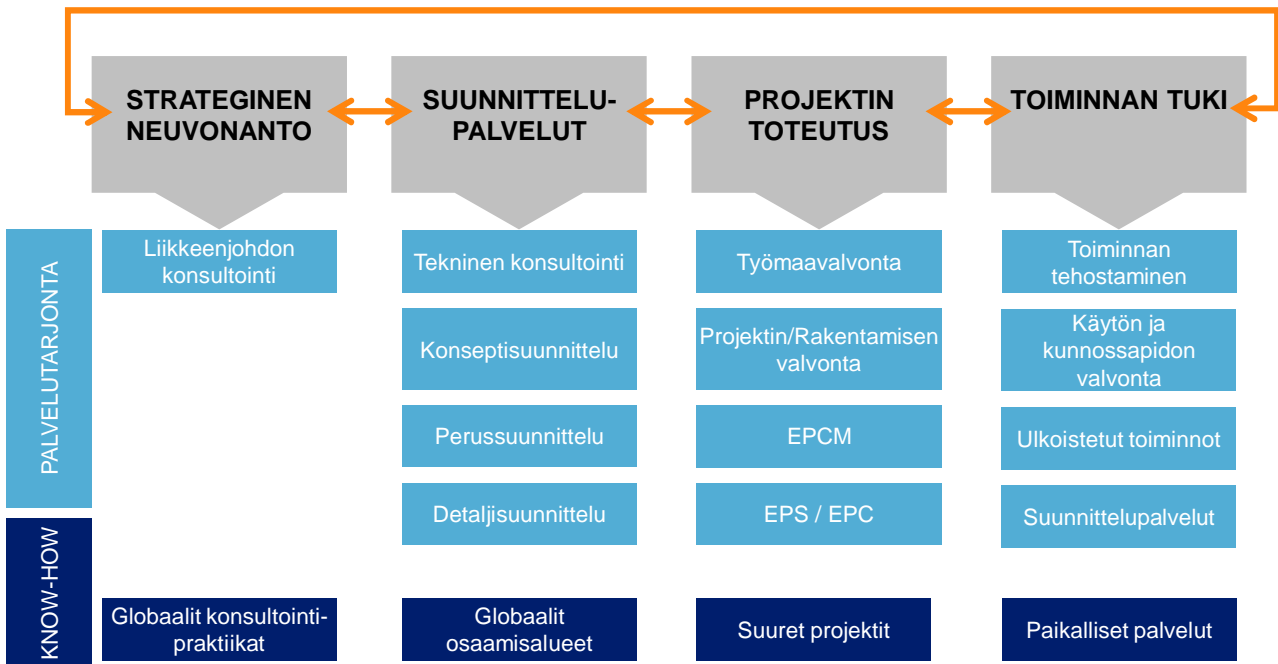 STRATEGINEN
NEUVONANTO
SUUNNITTELU-
PALVELUT
PROJEKTIN
TOTEUTUS
TOIMINNAN TUKI
PALVELUTARJONTA
Liikkeenjohdon
konsultointi
Tekninen konsultointi
Työmaavalvonta
Toiminnan
tehostaminen
Konseptisuunnittelu
Projektin/Rakentamisen
valvonta
Käytön ja
kunnossapidon
valvonta
Perussuunnittelu
EPCM
Ulkoistetut toiminnot
Detaljisuunnittelu
EPS / EPC
Suunnittelupalvelut
KNOW-HOW
Globaalit konsultointi-
praktiikat
Globaalit
osaamisalueet
Suuret projektit
Paikalliset palvelut